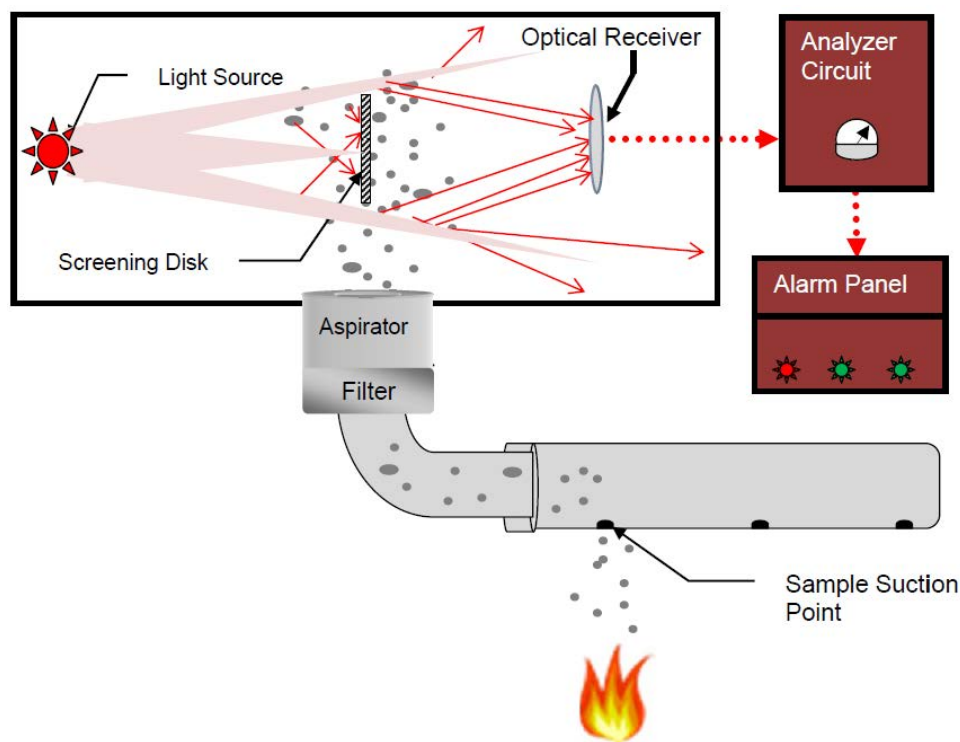 Optical Receiver
Analyzer
Circuit
Light Source
Screening Disk
Alarm Panel
Aspirator
Filter
Sample Suction
Point